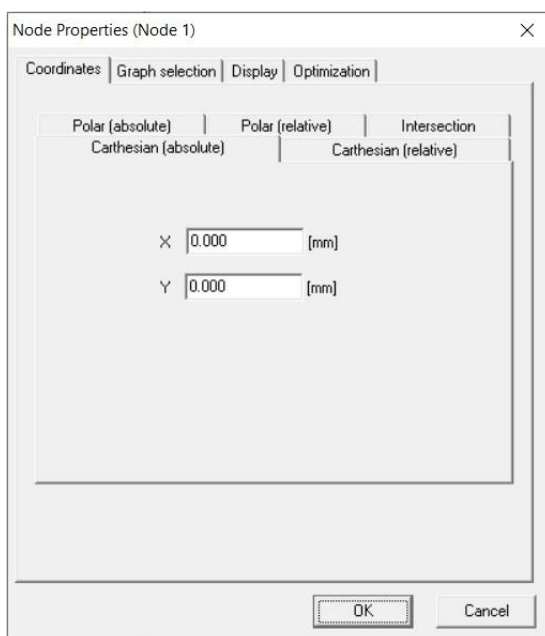 Node Properties (Node 1)
Coordinates Graph selection Display Optimization
Polar (absolute) Polar (relative) Intersection
Carthesian (absolute) Carthesian (relative)
X 0.000 [mm]
Y 0.000 [mm]
OK Cancel